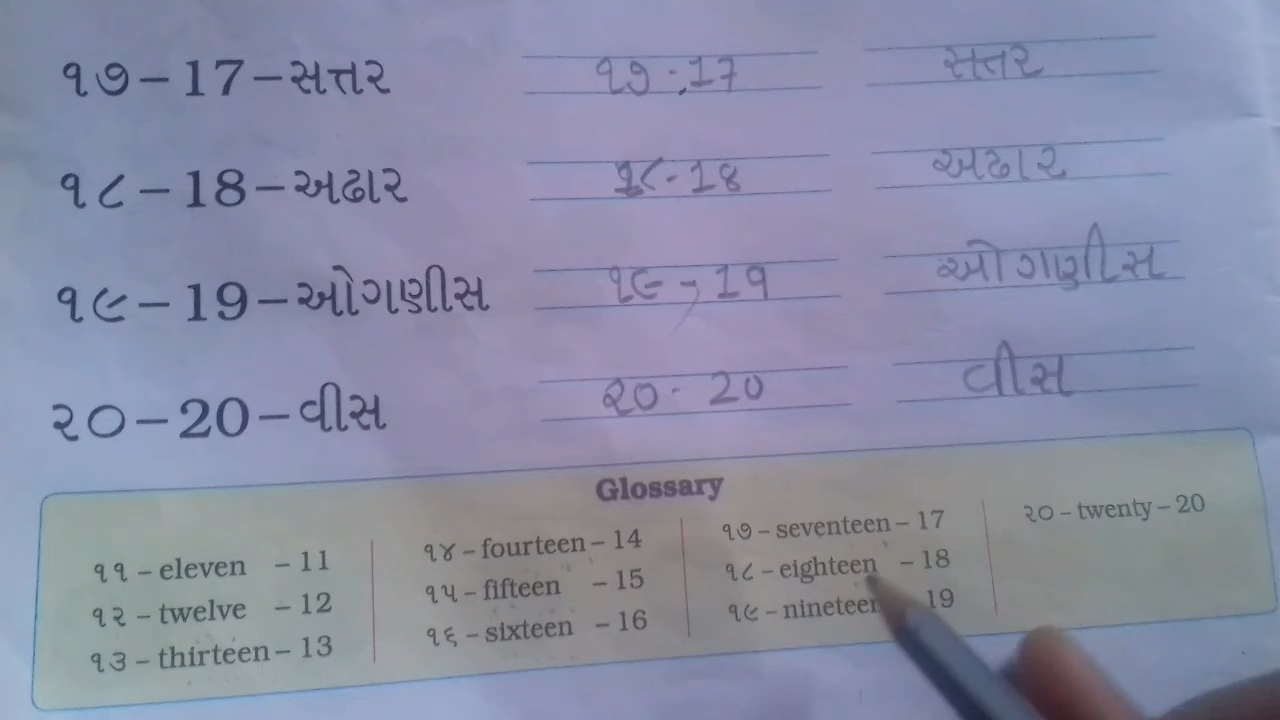 ૧૭ – 17 – સત્તર ૧૭ - 17 સત્તર
૧૮ – 18 – અઢાર ૧૮ - 18 અઢાર
૧૯ – 19 – ઓગણીસ ૧૯ - 19 ઓગણીસ
૨૦ – 20 – વીસ ૨૦ - 20 વીસ
Glossary
૧૧ – eleven – 11
૧૨ – twelve – 12
૧૩ – thirteen – 13
૧૪ – fourteen – 14
૧૫ – fifteen – 15
૧૬ – sixteen – 16
૧૭ – seventeen – 17
૧૮ – eighteen – 18
૧૯ – nineteen 19
૨૦ – twenty – 20